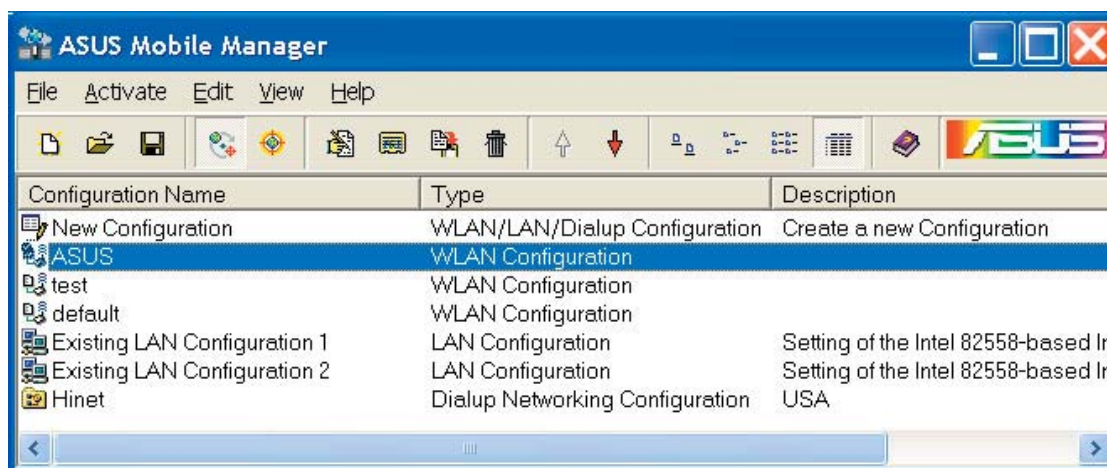 ASUS Mobile Manager
File Activate Edit View Help
ASUS
Configuration Name Type Description
New Configuration WLAN/LAN/Dialup Configuration Create a new Configuration
ASUS WLAN Configuration
test WLAN Configuration
default WLAN Configuration
Existing LAN Configuration 1 LAN Configuration Setting of the Intel 82558-based
Existing LAN Configuration 2 LAN Configuration Setting of the Intel 82558-based
Hinet Dialup Networking Configuration USA